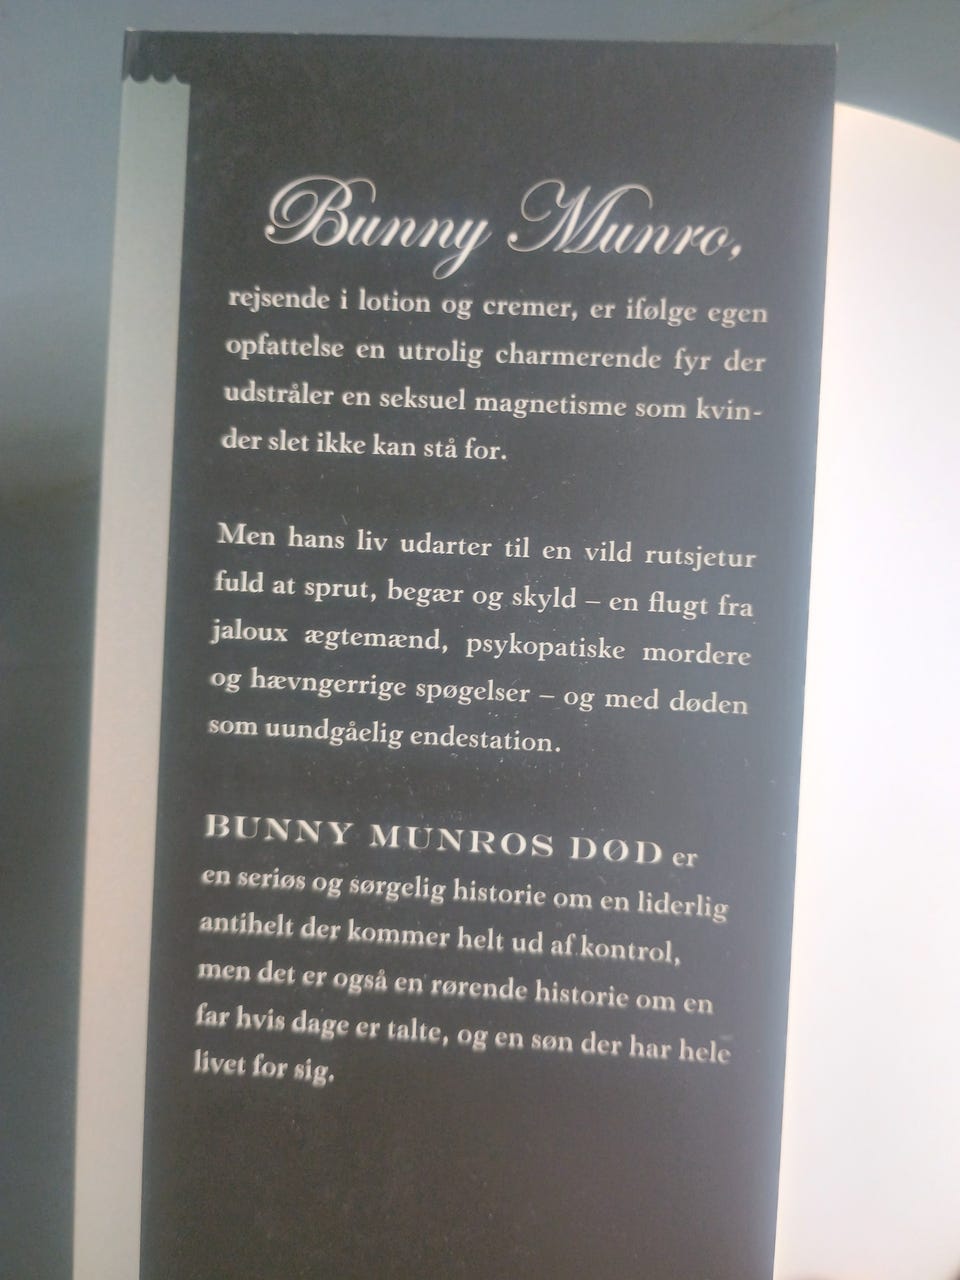 Bunny Munro,
rejsende i lotion og cremer, er ifølge egen
opfattelse en utrolig charmerende fyr der
udstråler en seksuel magnetisme som kvin-
der slet ikke kan stå for.
Men hans liv udarter til en vild rutsjetur
fuld at sprut, begær og skyld – en flugt fra
jaloux ægtemænd, psykopatiske mordere
og hævngerrige spøgelser – og med døden
som uundgåelig endestation.
BUNNY MUNROS DØD er
en seriøs og sørgelig historie om en liderlig
antihelt der kommer helt ud af kontrol,
men det er også en rørende historie om en
far hvis dage er talte, og en søn der har hele
livet for sig.